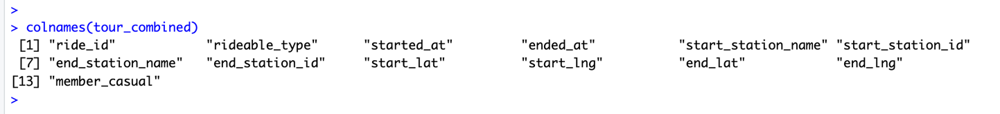 >
> colnames(tour_combined)
[1] "ride_id" "rideable_type" "started_at" "ended_at" "start_station_name" "start_station_id"
[7] "end_station_name" "end_station_id" "start_lat" "start_lng" "end_lat" "end_lng"
[13] "member_casual"
>